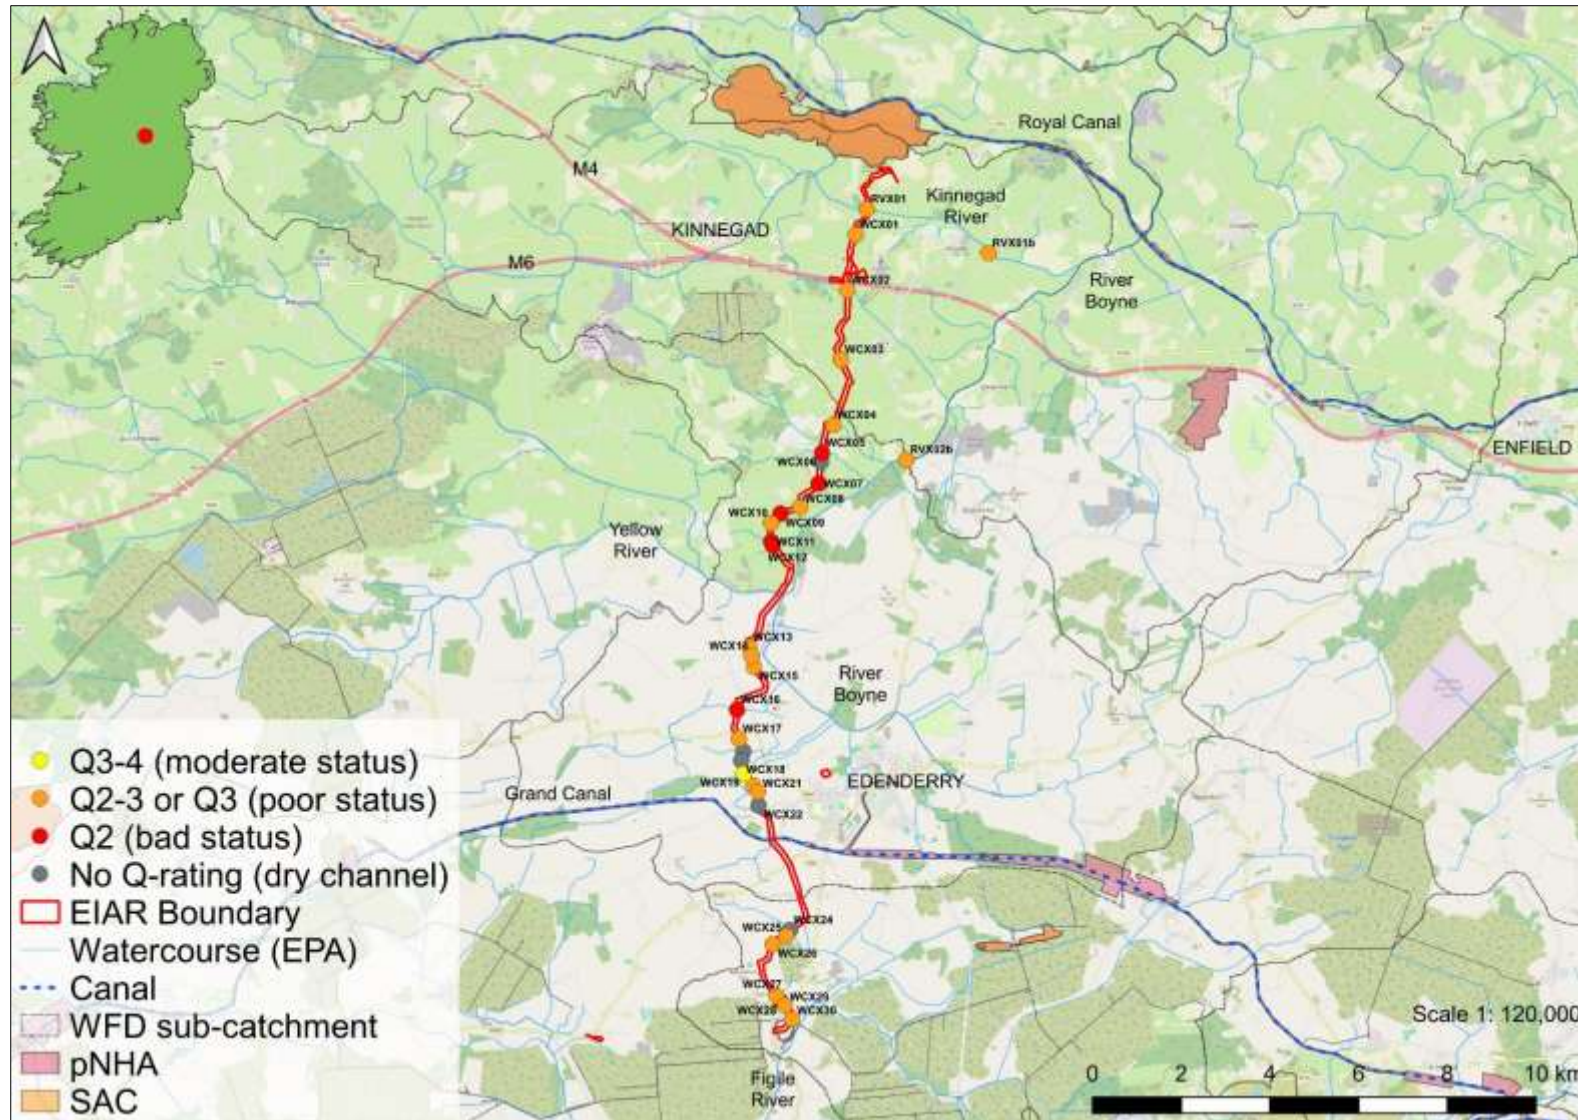 Royal Canal
M4
RVX01
Kinnegad
River
WCX01
KINNEGAD
RVX01b
M6
WCX02
River
Boyne
WCX03
WCX04
WCX05
RVX02b
ENFIELD
WCX06
WCX07
WCX08
WCX10
WCX09
Yellow
River
WCX11
WCX12
WCX13
WCX14
WCX15
River
Boyne
WCX16
WCX17
WCX18
WCX19
WCX21
EDENDERRY
Grand Canal
WCX22
WCX24
WCX25
WCX26
WCX27
WCX29
WCX28
WCX30
Figile
River
Q3-4 (moderate status)
Q2-3 or Q3 (poor status)
Q2 (bad status)
No Q-rating (dry channel)
EIAR Boundary
Watercourse (EPA)
Canal
WFD sub-catchment
pNHA
SAC
Scale 1: 120,000
0 2 4 6 8 10 km